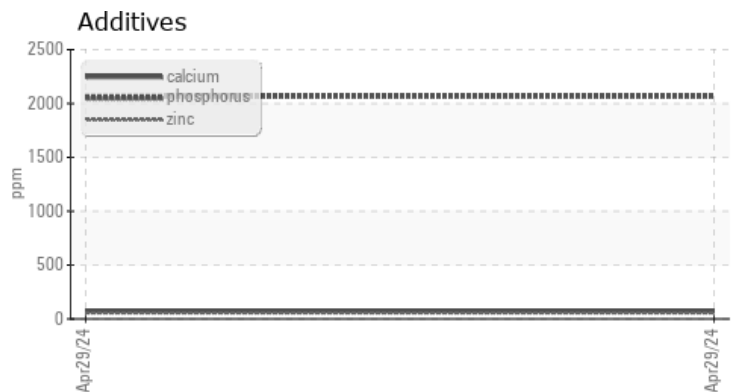 Additives
2500
2000
1500
1000
500
0
ppm
calcium
phosphorus
zinc
Apr29/24
Apr29/24